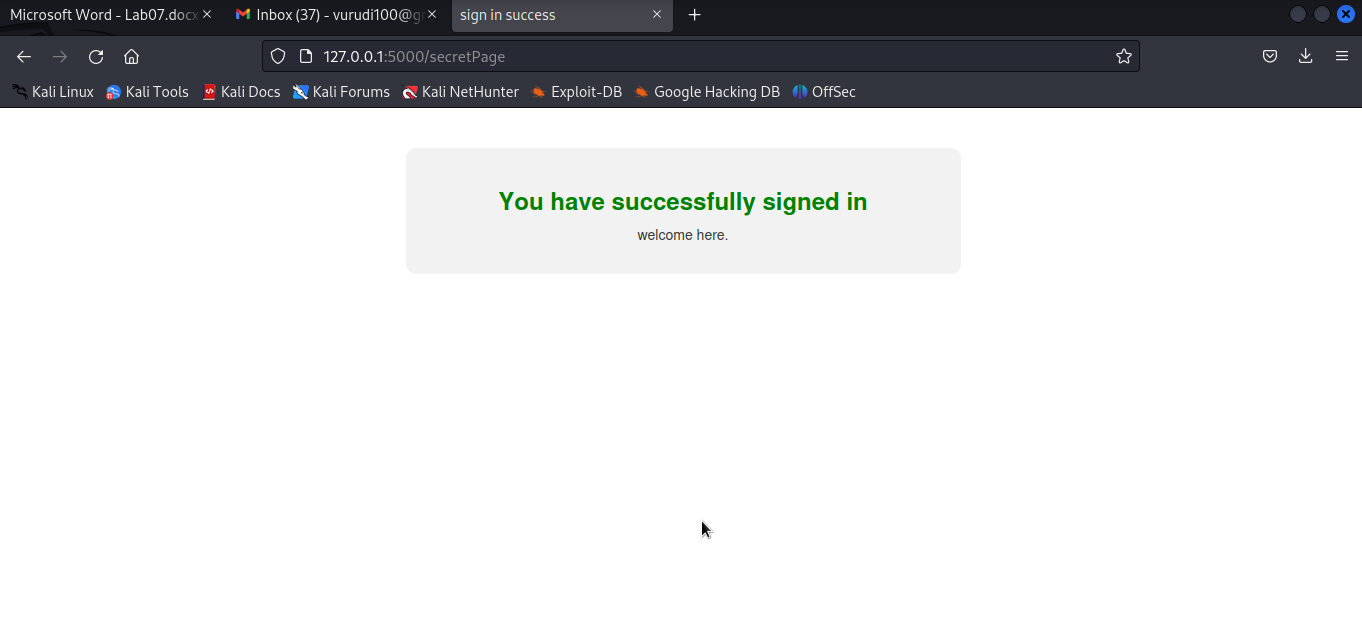 Microsoft Word - Lab07.docx Inbox (37) - vurudi100@g sign in success
127.0.0.1:5000/secretPage
Kali Linux Kali Tools Kali Docs Kali Forums Kali NetHunter Exploit-DB Google Hacking DB OffSec
You have successfully signed in
welcome here.